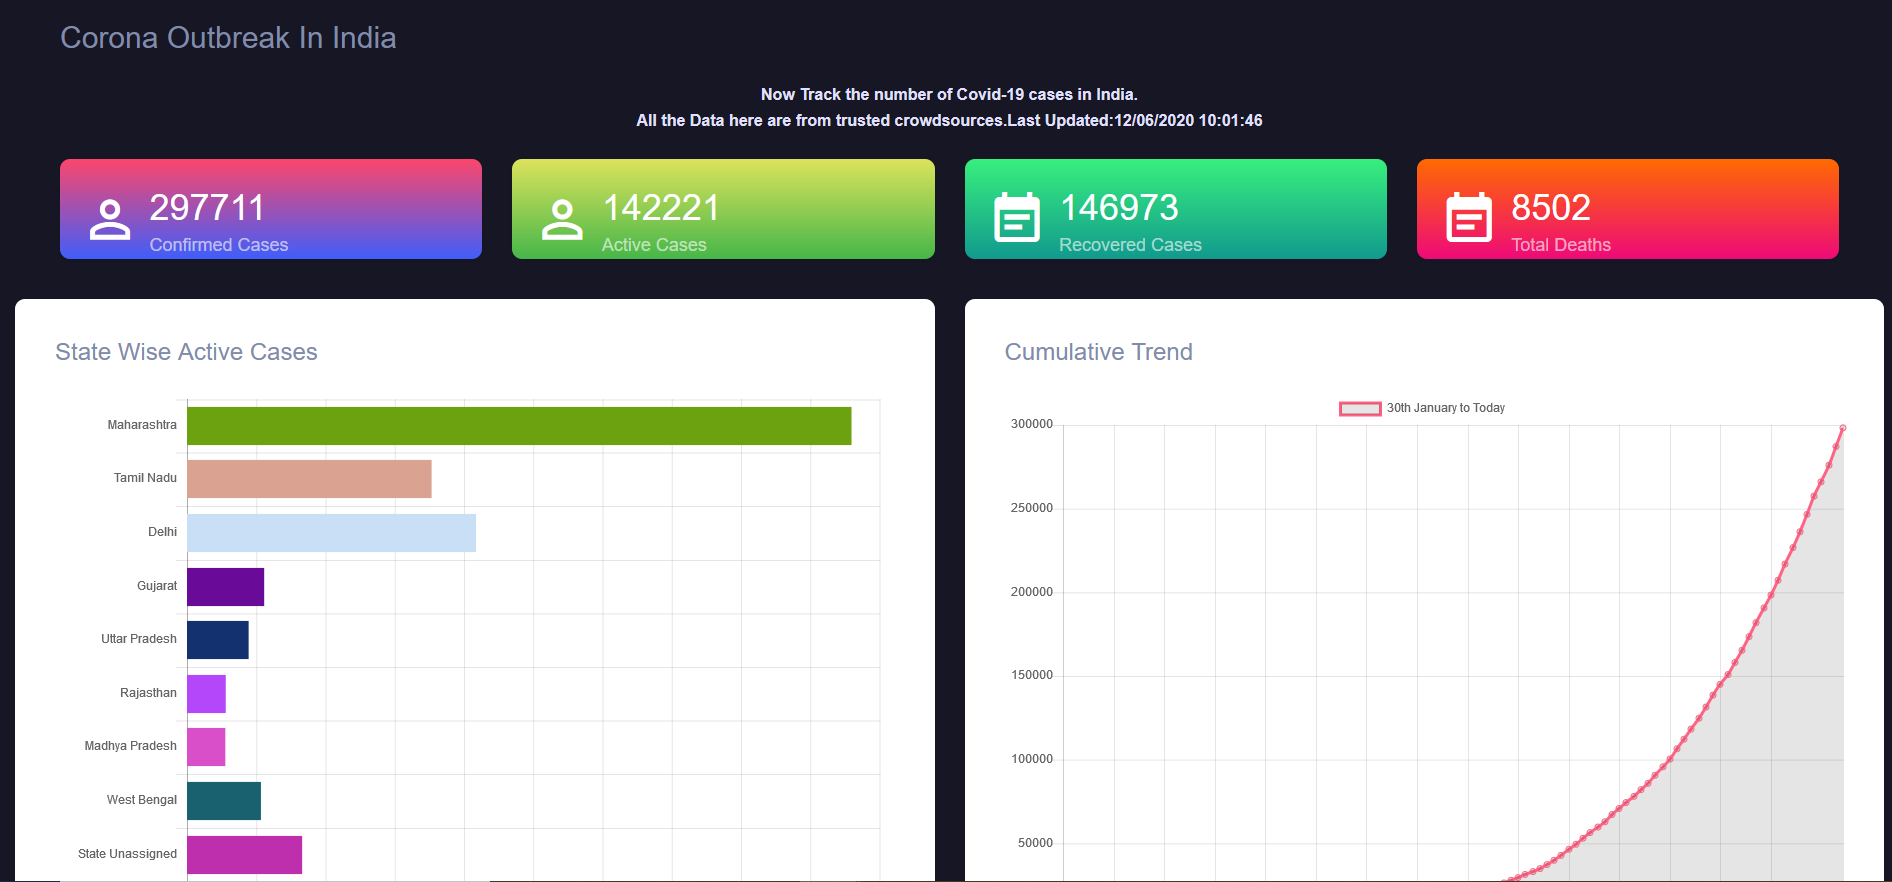 Corona Outbreak In India
Now Track the number of Covid-19 cases in India.
All the Data here are from trusted crowdsources.Last Updated:12/06/2020 10:01:46
297711
Confirmed Cases
142221
Active Cases
146973
Recovered Cases
8502
Total Deaths
State Wise Active Cases
Maharashtra
Tamil Nadu
Delhi
Gujarat
Uttar Pradesh
Rajasthan
Madhya Pradesh
West Bengal
State Unassigned
Cumulative Trend
30th January to Today
300000
250000
200000
150000
100000
50000